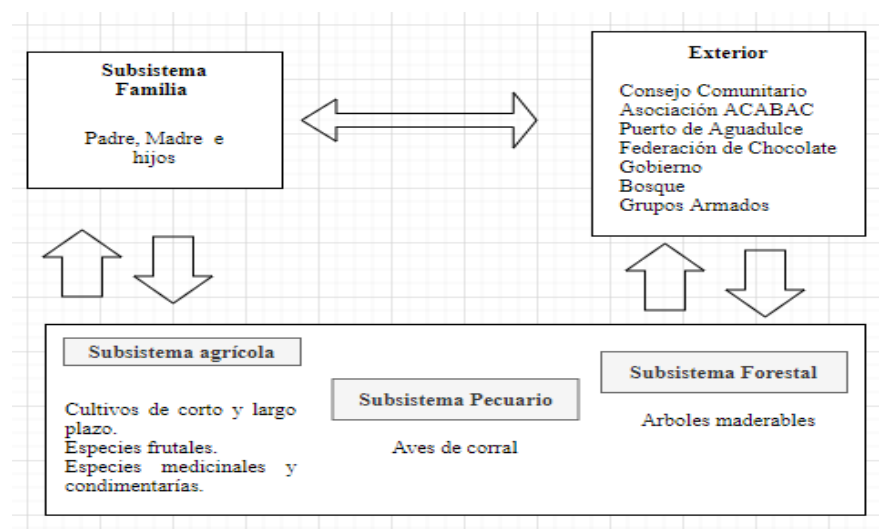 Subsistema
Familia
Padre, Madre e
hijos
Exterior
Consejo Comunitario
Asociación ACABAC
Puerto de Aguadulce
Federación de Chocolate
Gobierno
Bosque
Grupos Armados
Subsistema agrícola
Cultivos de corto y largo
plazo.
Especies frutales.
Especies medicinales y
condimentarías.
Subsistema Pecuario
Aves de corral
Subsistema Forestal
Arboles maderables